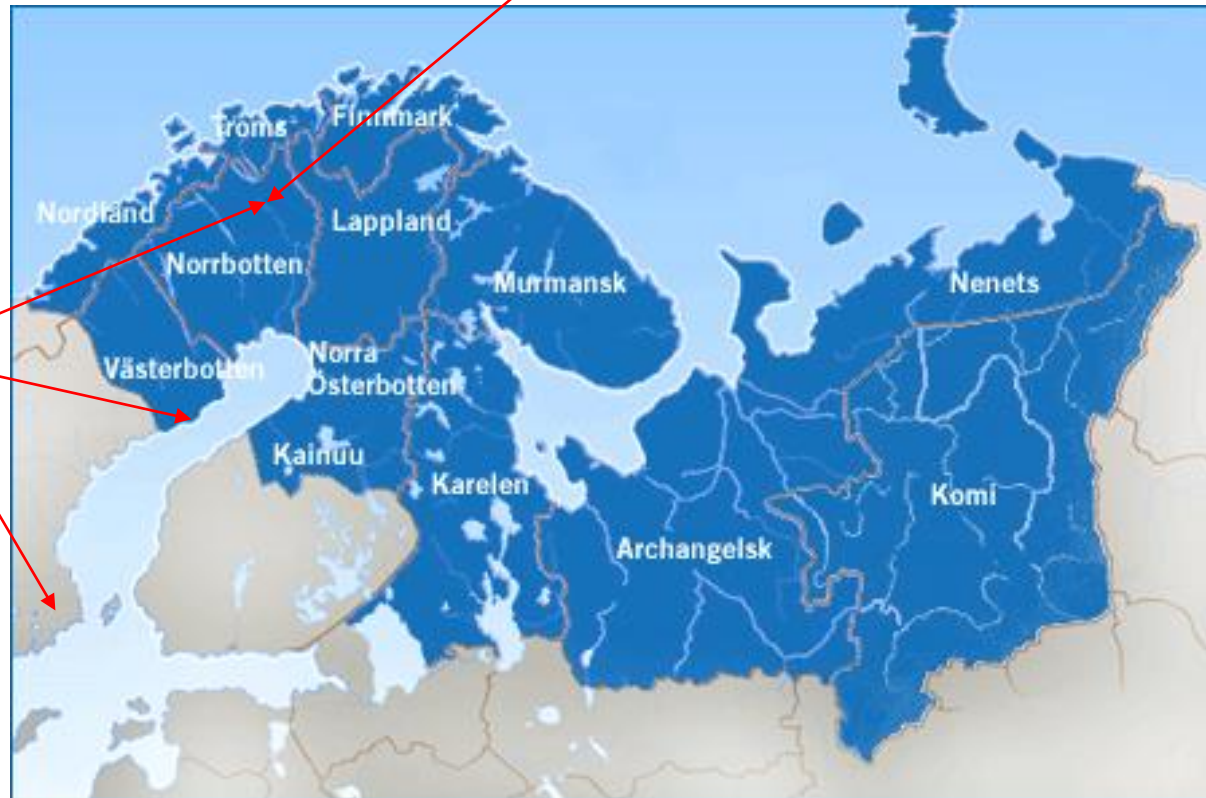 Troms
Finnmark
Nordland
Lappland
Norrbotten
Murmansk
Nenets
Västerbotten
Norra
Österbotten
Kainuu
Karelen
Komi
Archangelsk